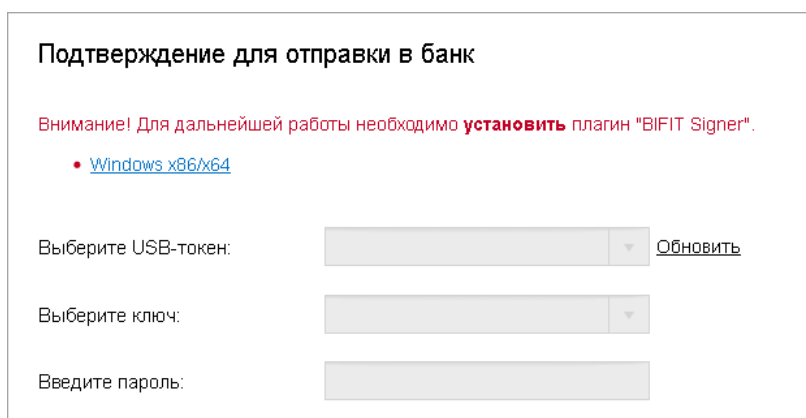 Подтверждение для отправки в банк
Внимание! Для дальнейшей работы необходимо установить плагин "BIFIT Signer".
Windows x86/x64
Выберите USB-токен:
Обновить
Выберите ключ:
Введите пароль: